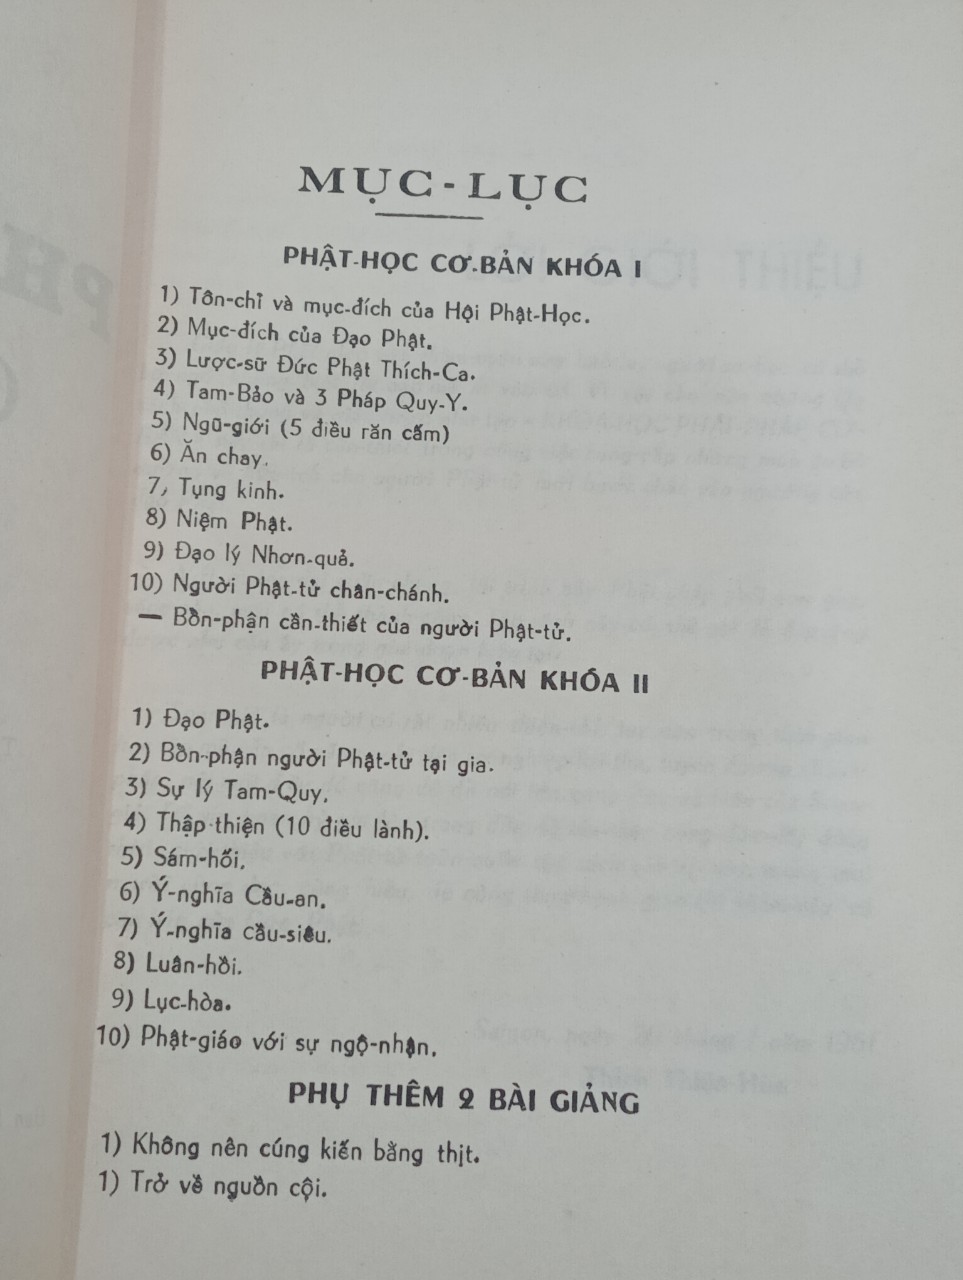 MỤC-LỤC
PHẬT-HỌC CƠ-BẢN KHÓA I
1) Tôn-chỉ và mục-đích của Hội Phật-Học.
2) Mục-đích của Đạo Phật.
3) Lược-sữ Đức Phật Thích-Ca.
4) Tam-Bảo và 3 Pháp Quy-Y.
5) Ngũ-giới (5 điều răn cấm)
6) Ăn chay.
7, Tụng kinh.
8) Niệm Phật.
9) Đạo lý Nhơn-quả.
10) Người Phật-tử chân-chánh.
— Bồn-phận cần-thiết của người Phật-tử.
PHẬT-HỌC CƠ-BẢN KHÓA II
1) Đạo Phật.
2) Bồn-phận người Phật-tử tại gia.
3) Sự lý Tam-Quy.
4) Thập-thiện (10 điều lành).
5) Sám-hối.
6) Ý-nghĩa Cầu-an.
7) Ý-nghĩa cầu-siêu.
8) Luân-hồi.
9) Lục-hòa.
10) Phật-giáo với sự ngộ-nhận.
PHỤ THÊM 2 BÀI GIẢNG
1) Không nên cúng kiến bằng thịt.
1) Trở về nguồn cội.
LỜI GIỚI THIỆU